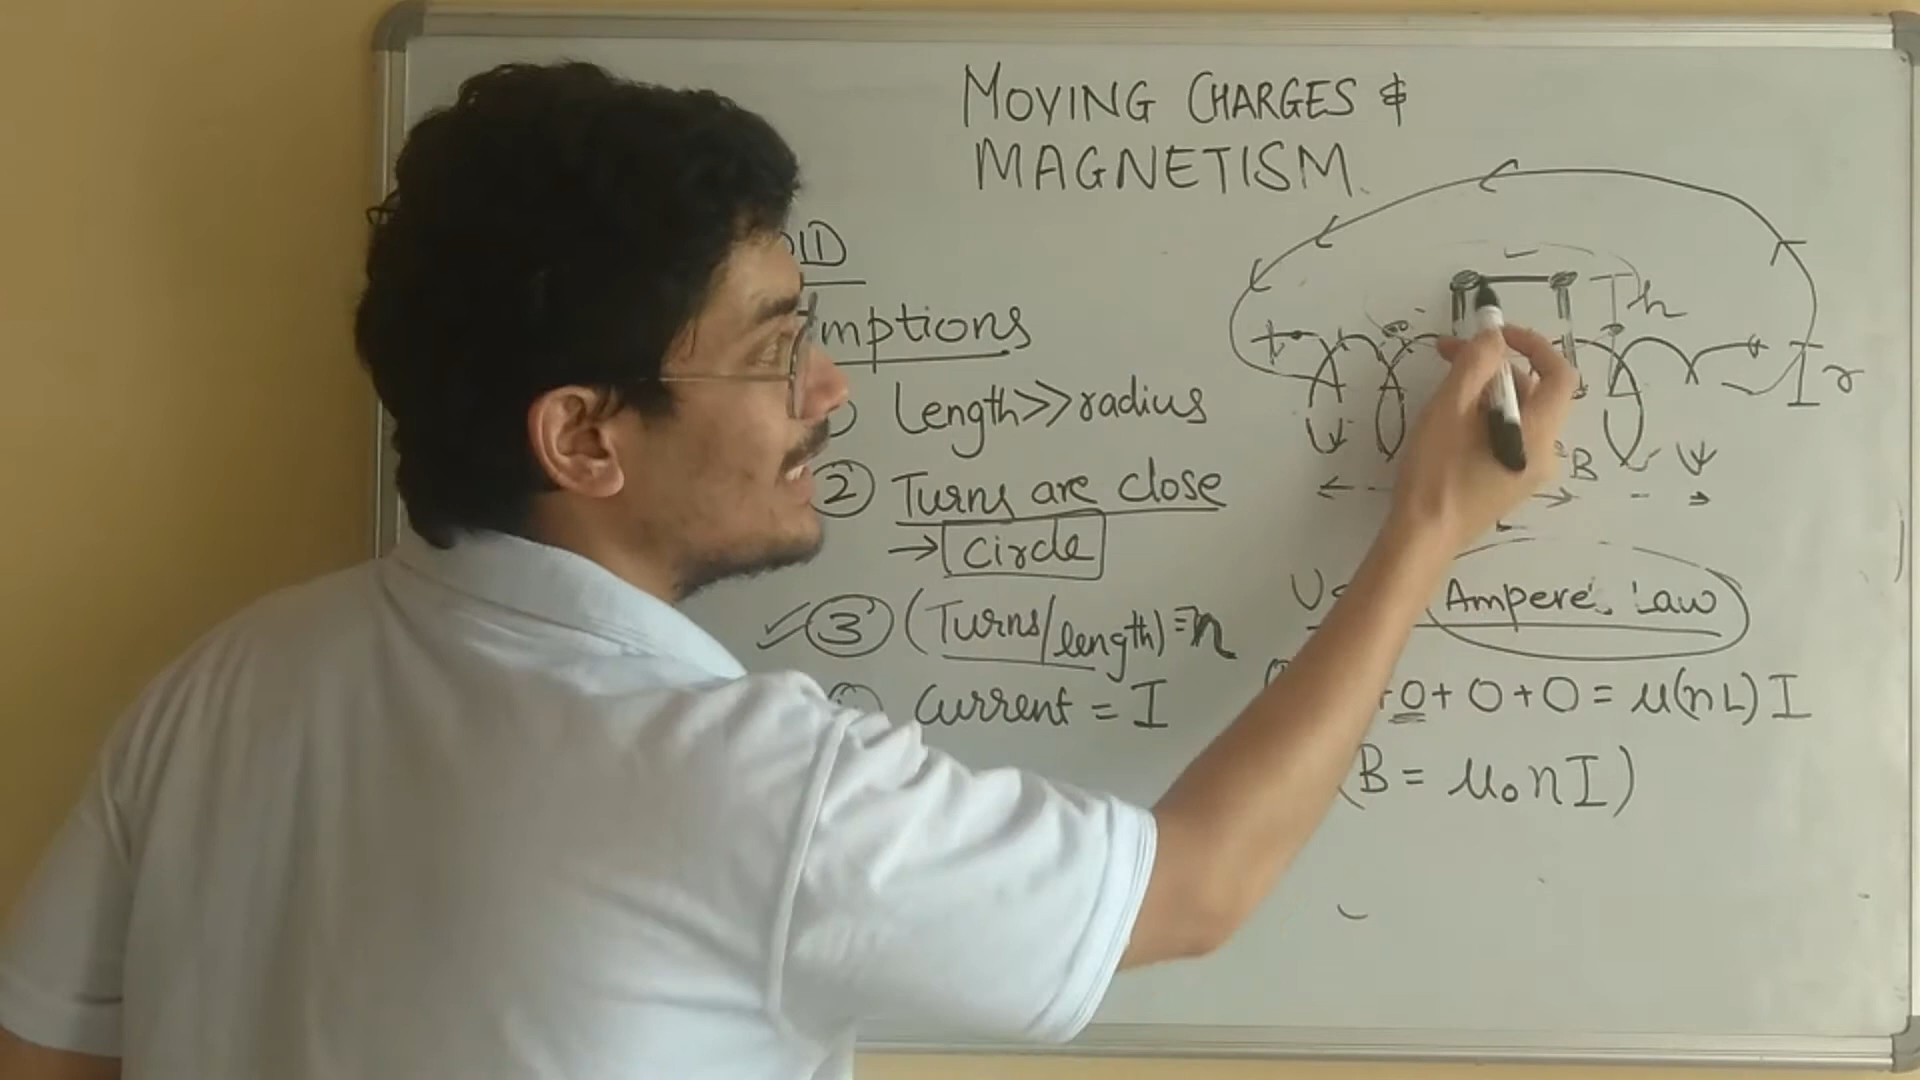 MOVING CHARGES &
MAGNETISM.
OID
mptions
Length >> radius
② Turns are close
→ Circle
③ (Turns/length) = n
Current = I
h
r
B
L
Ampere's Law
+ 0 + 0 + 0 = μ(nL) I
(B = μ₀nI)